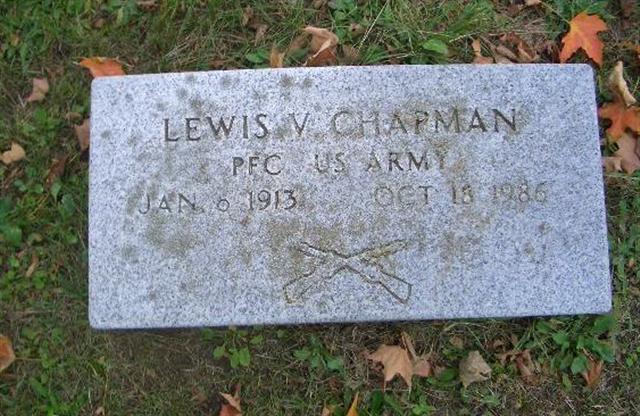 LEWIS V CHAPMAN
PFC US ARMY
JAN 6 1913 OCT 18 1986